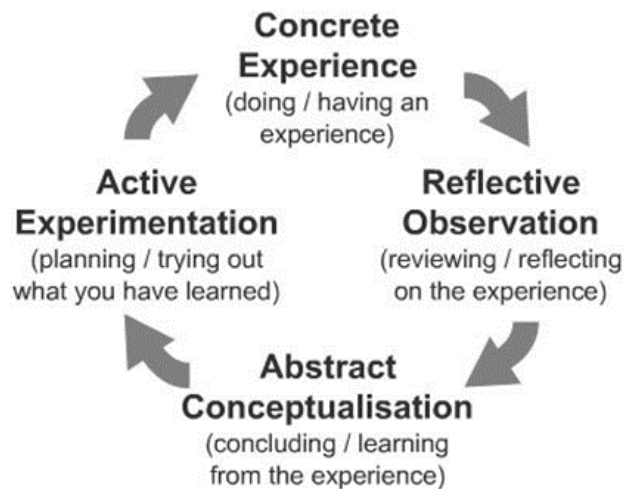 Concrete
Experience
(doing / having an
experience)
Reflective
Observation
(reviewing / reflecting
on the experience)
Abstract
Conceptualisation
(concluding / learning
from the experience)
Active
Experimentation
(planning / trying out
what you have learned)